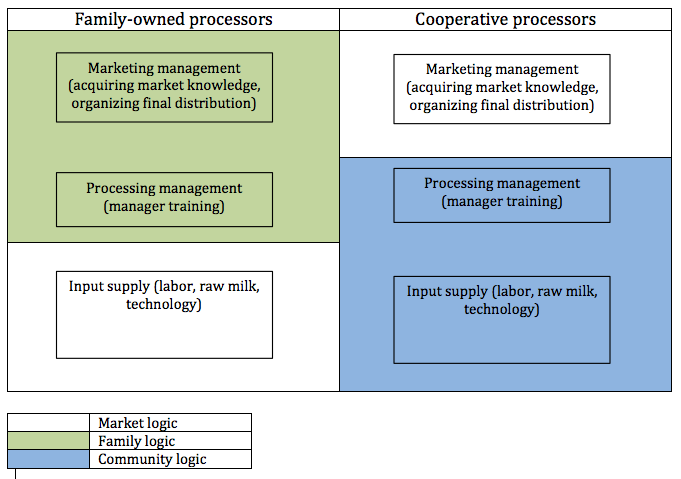 Family-owned processors
Cooperative processors
Marketing management
(acquiring market knowledge,
organizing final distribution)
Marketing management
(acquiring market knowledge,
organizing final distribution)
Processing management
(manager training)
Processing management
(manager training)
Input supply (labor, raw milk,
technology)
Input supply (labor, raw milk,
technology)
Market logic
Family logic
Community logic